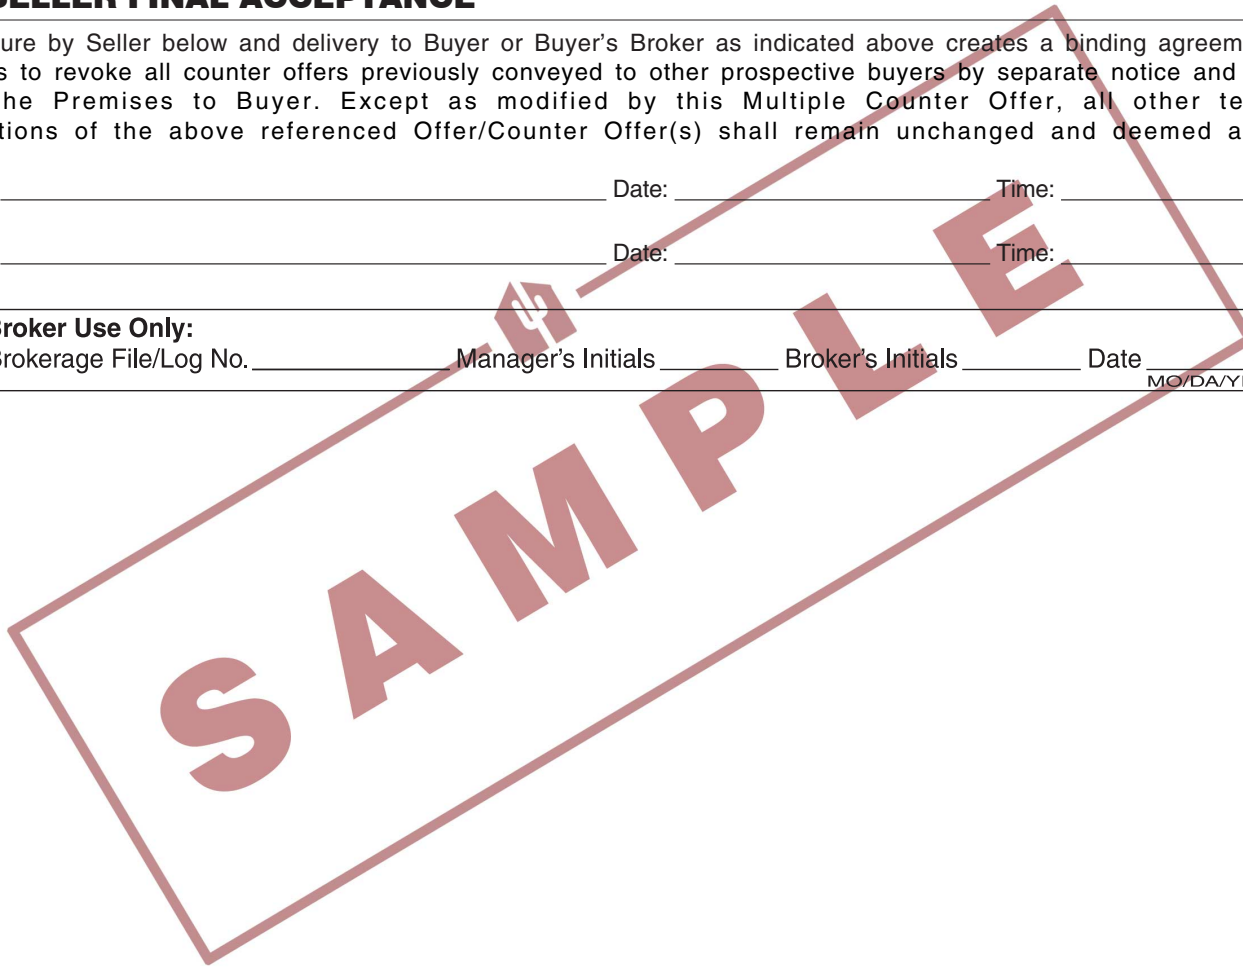 SELLER FINAL ACCEPTANCE
ure by Seller below and delivery to Buyer or Buyer's Broker as indicated above creates a binding agreem
s to revoke all counter offers previously conveyed to other prospective buyers by separate notice and
he Premises to Buyer. Except as modified by this Multiple Counter Offer, all other te
tions of the above referenced Offer/Counter Offer(s) shall remain unchanged and deemed a
Date: Time:
Date: Time:
Broker Use Only:
Brokerage File/Log No. Manager's Initials Broker's Initials Date
MO/DA/Y
SAMPLE